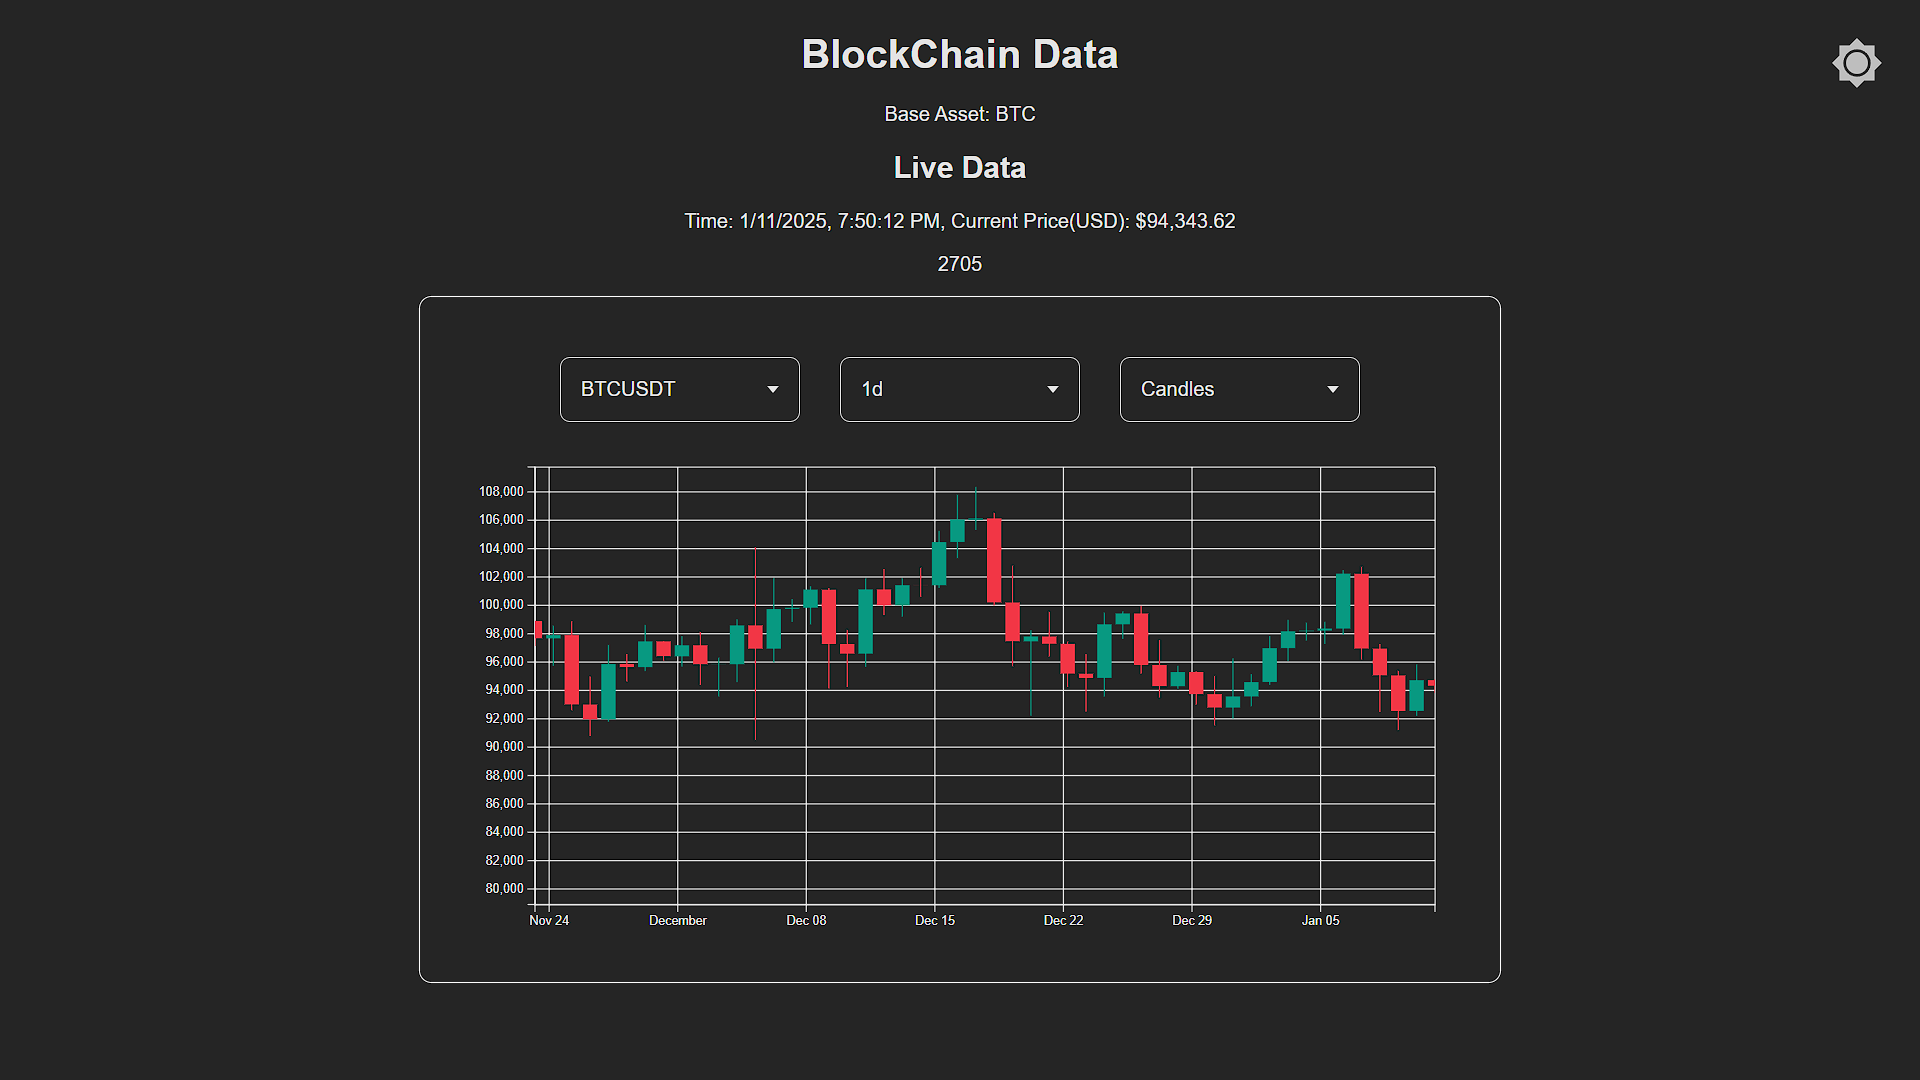 BlockChain Data
Base Asset: BTC
Live Data
Time: 1/11/2025, 7:50:12 PM, Current Price(USD): $94,343.62
2705
BTCUSDT
1d
Candles
108,000
106,000
104,000
102,000
100,000
98,000
96,000
94,000
92,000
90,000
88,000
86,000
84,000
82,000
80,000
Nov 24 December Dec 08 Dec 15 Dec 22 Dec 29 Jan 05